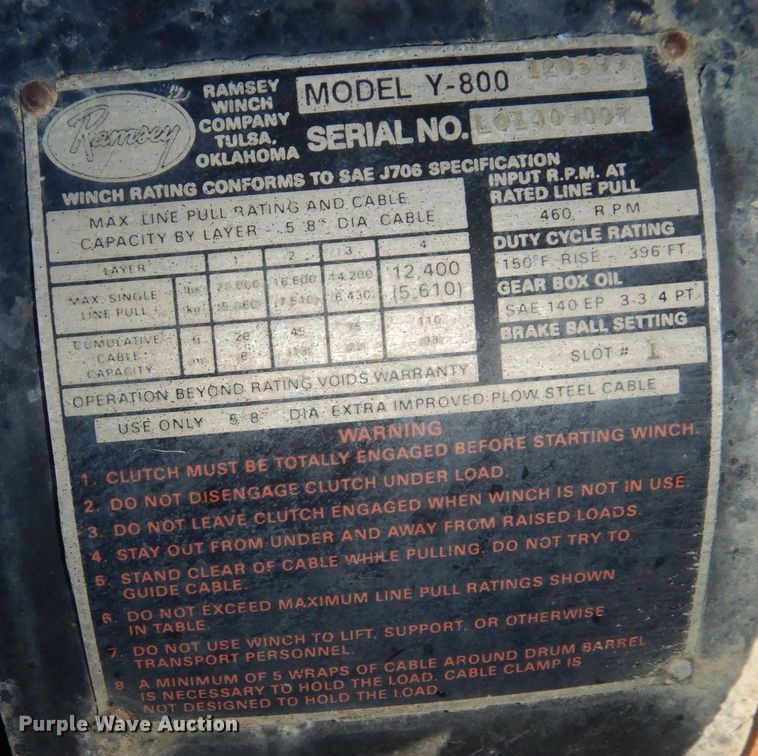 Ramsey
RAMSEY
WINCH
COMPANY
TULSA,
OKLAHOMA
MODEL Y-800
SERIAL NO.
WINCH RATING CONFORMS TO SAE J706 SPECIFICATION
MAX. LINE PULL RATING AND CABLE
CAPACITY BY LAYER - 5 8" DIA CABLE
LAYER 1 2 3 4
MAX. SINGLE
LINE PULL
lbs 16,600 14,200 12,400
kg (5,610)
CUMULATIVE
CABLE
CAPACITY
ft 20 45 75 110
m 6
OPERATION BEYOND RATING VOIDS WARRANTY
USE ONLY 5 8" DIA. EXTRA IMPROVED PLOW STEEL CABLE
INPUT R.P.M. AT
RATED LINE PULL
460 R.P.M.
DUTY CYCLE RATING
150°F. RISE - 396 FT.
GEAR BOX OIL
SAE 140 EP 3-3/4 PT.
BRAKE BALL SETTING
SLOT # 1
WARNING
1. CLUTCH MUST BE TOTALLY ENGAGED BEFORE STARTING WINCH.
2. DO NOT DISENGAGE CLUTCH UNDER LOAD.
3. DO NOT LEAVE CLUTCH ENGAGED WHEN WINCH IS NOT IN USE.
4. STAY OUT FROM UNDER AND AWAY FROM RAISED LOADS.
5. STAND CLEAR OF CABLE WHILE PULLING, DO NOT TRY TO
GUIDE CABLE.
6. DO NOT EXCEED MAXIMUM LINE PULL RATINGS SHOWN
IN TABLE.
7. DO NOT USE WINCH TO LIFT, SUPPORT, OR OTHERWISE
TRANSPORT PERSONNEL.
8. A MINIMUM OF 5 WRAPS OF CABLE AROUND DRUM BARREL
IS NECESSARY TO HOLD THE LOAD. CABLE CLAMP IS
NOT DESIGNED TO HOLD THE LOAD.
Purple Wave Auction